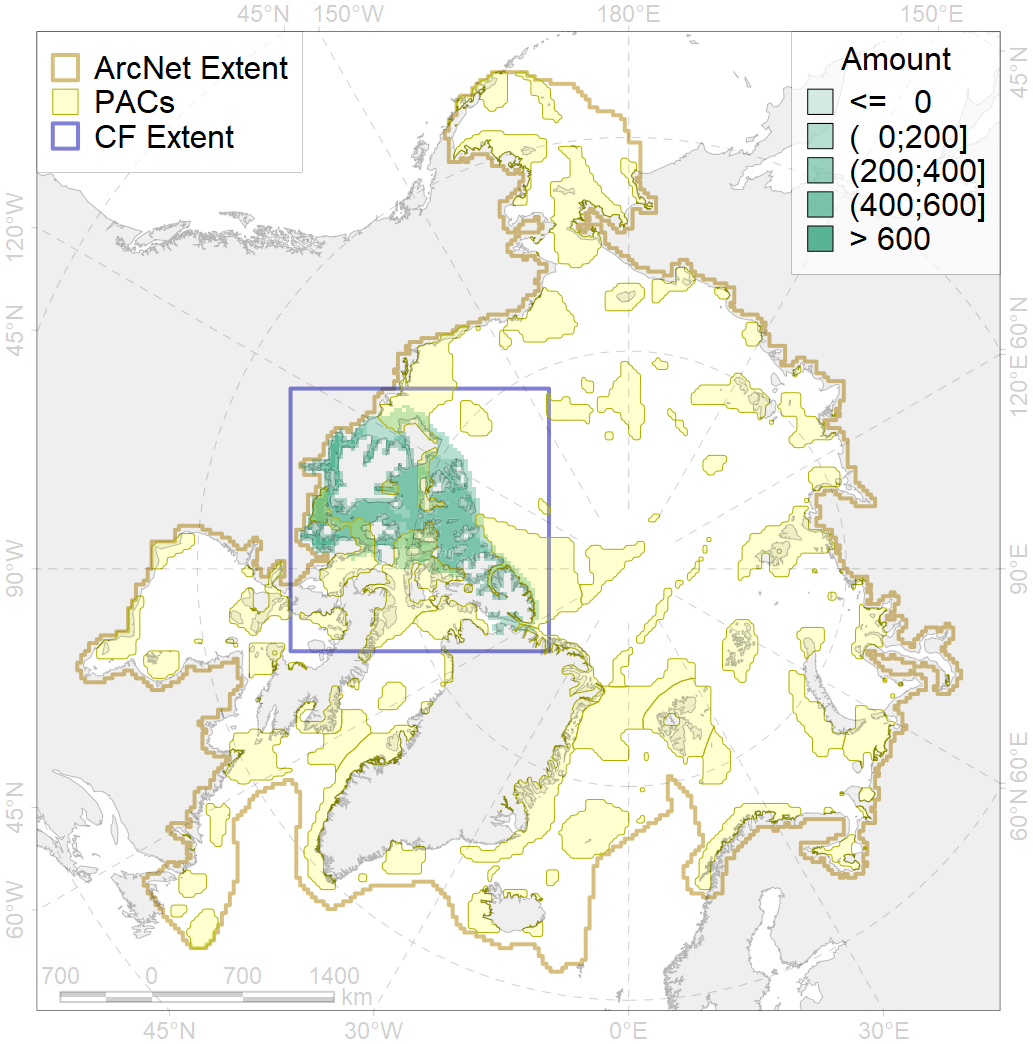 45°N 150°W 180°E 150°E
ArcNet Extent
PACs
CF Extent
Amount
<= 0
( 0;200]
(200;400]
(400;600]
> 600
45°N
120°W
45°N
60°N
120°E
90°W
90°E
60°E
45°N
60°N
60°W
700 0 700 1400
km
45°N 30°W 0°E 30°E